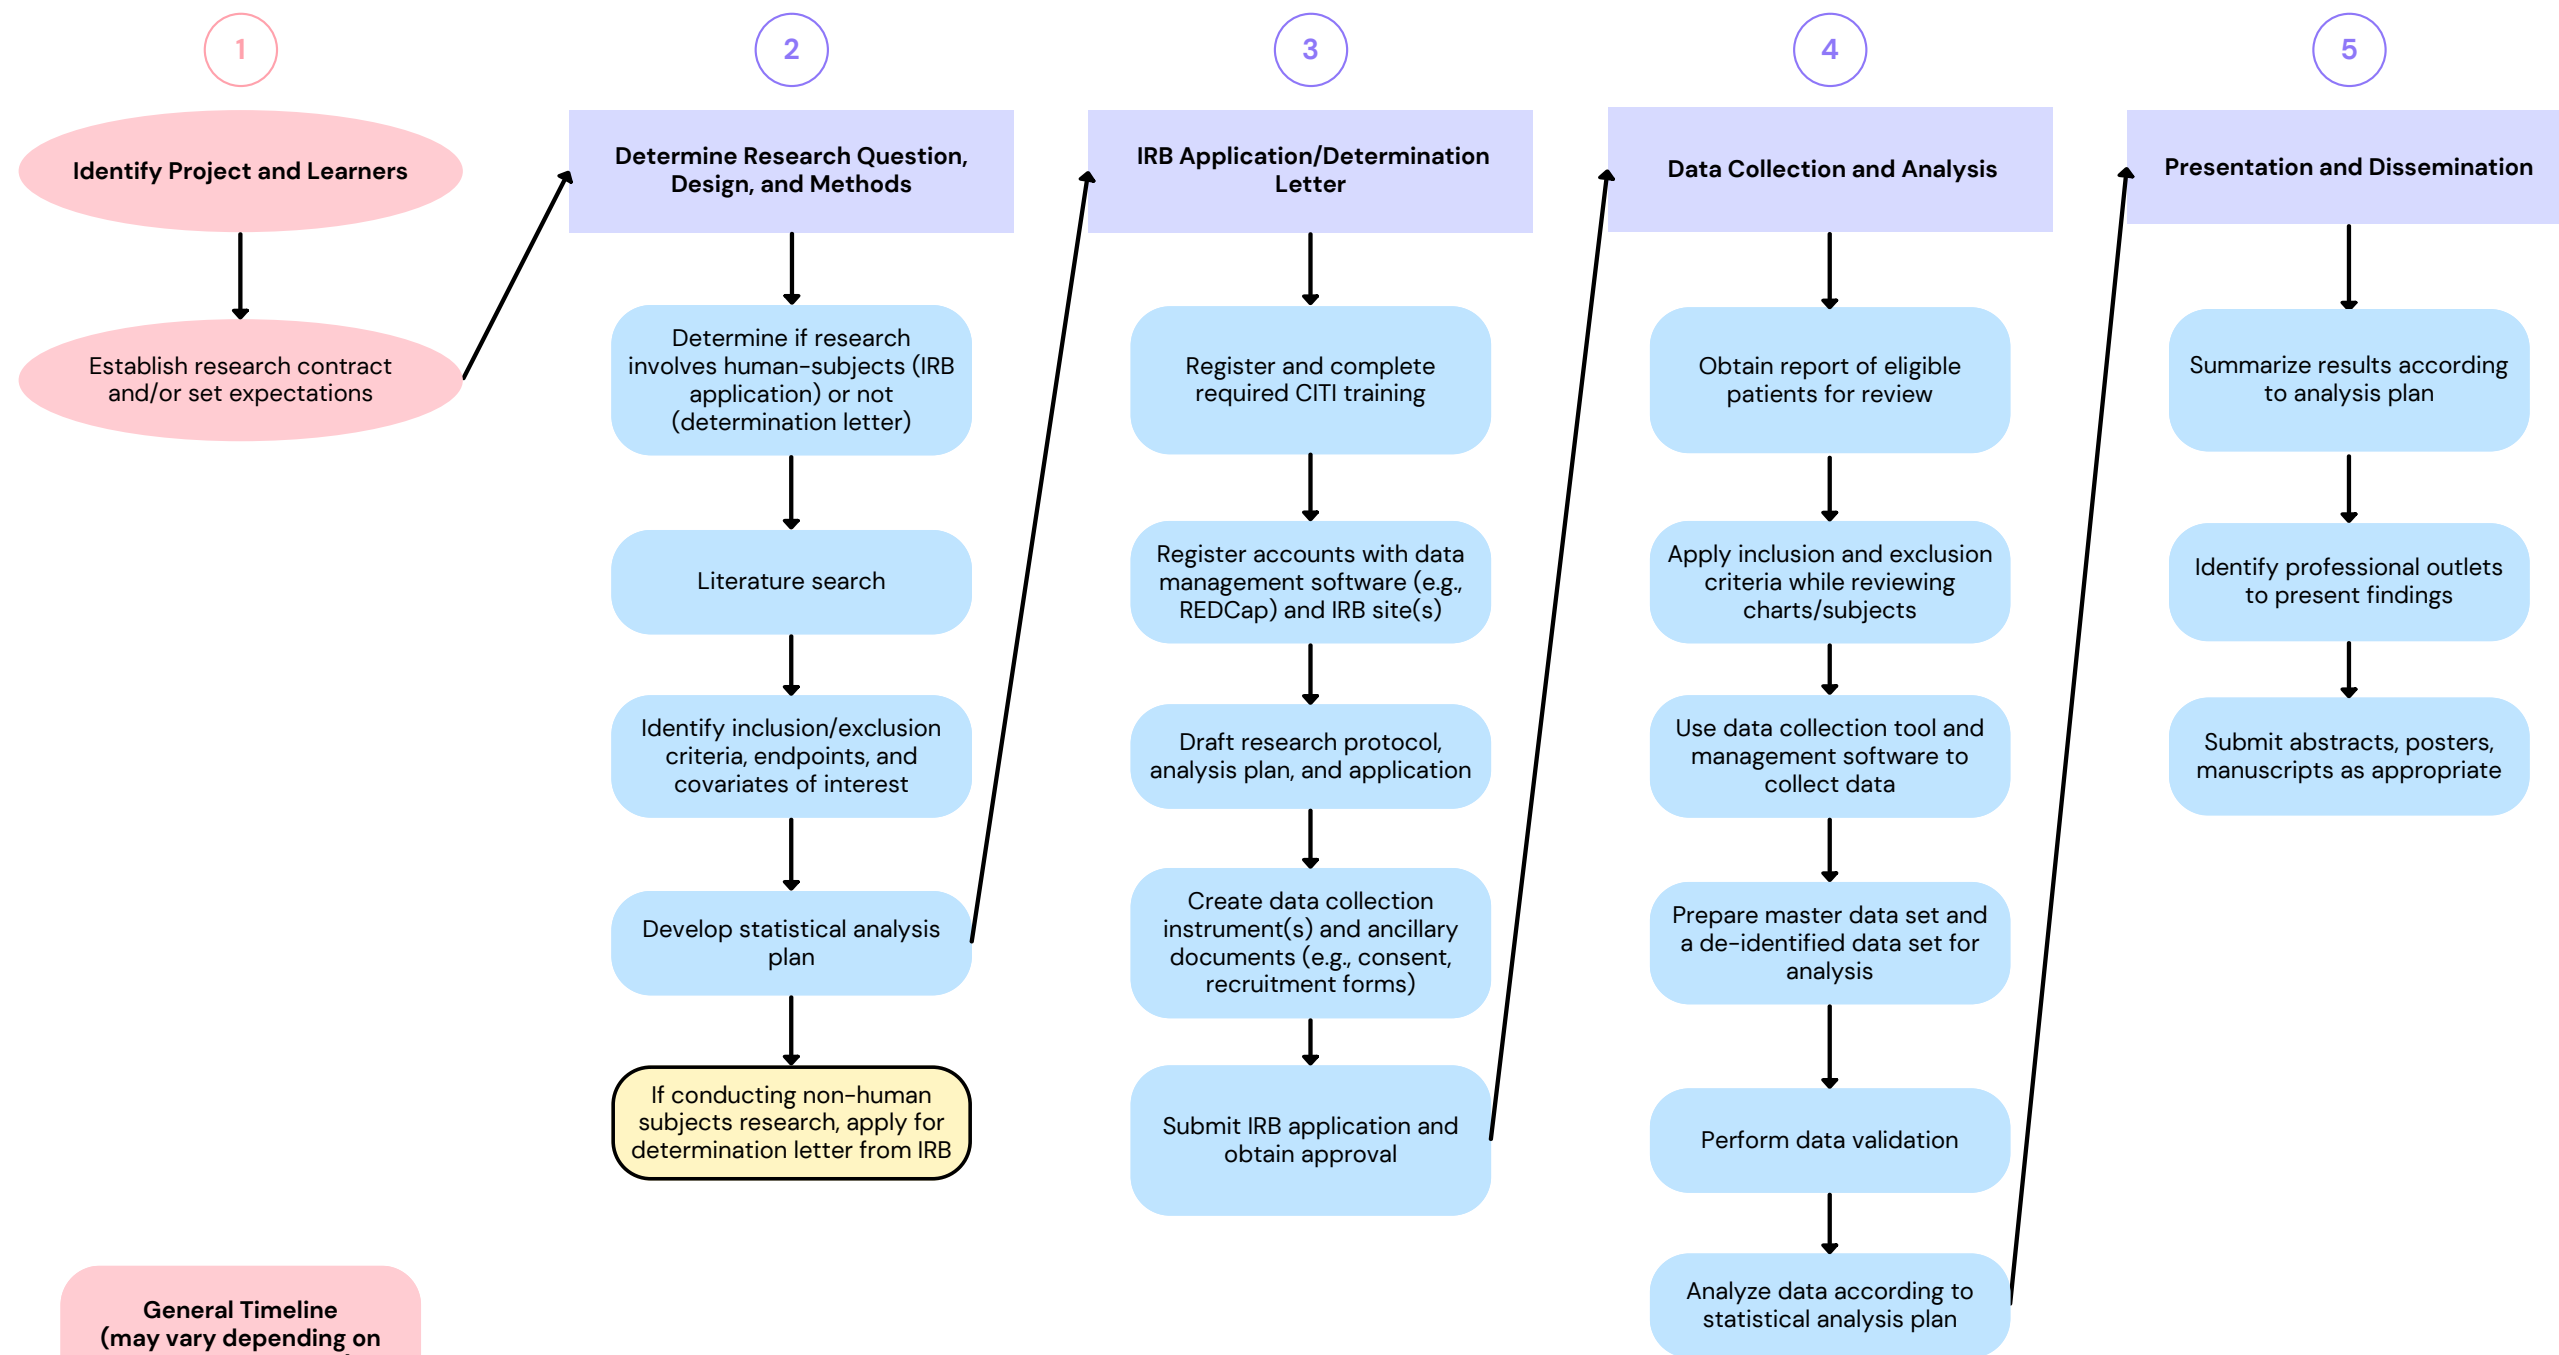 1
Identify Project and Learners
Establish research contract
and/or set expectations
2
Determine Research Question,
Design, and Methods
Determine if research
involves human-subjects (IRB
application) or not
(determination letter)
Literature search
Identify inclusion/exclusion
criteria, endpoints, and
covariates of interest
Develop statistical analysis
plan
If conducting non-human
subjects research, apply for
determination letter from IRB
3
IRB Application/Determination
Letter
Register and complete
required CITI training
Register accounts with data
management software (e.g.,
REDCap) and IRB site(s)
Draft research protocol,
analysis plan, and application
Create data collection
instrument(s) and ancillary
documents (e.g., consent,
recruitment forms)
Submit IRB application and
obtain approval
4
Data Collection and Analysis
Obtain report of eligible
patients for review
Apply inclusion and exclusion
criteria while reviewing
charts/subjects
Use data collection tool and
management software to
collect data
Prepare master data set and
a de-identified data set for
analysis
Perform data validation
Analyze data according to
statistical analysis plan
5
Presentation and Dissemination
Summarize results according
to analysis plan
Identify professional outlets
to present findings
Submit abstracts, posters,
manuscripts as appropriate
General Timeline
(may vary depending on